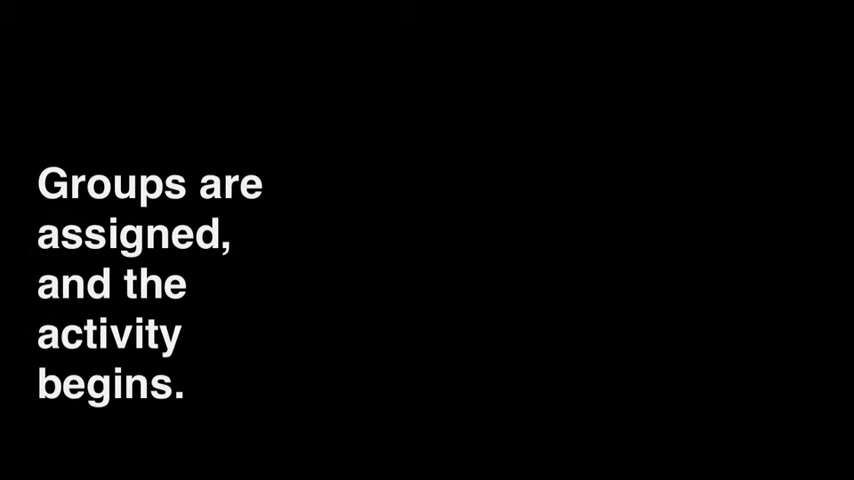 Groups are
assigned,
and the
activity
begins.